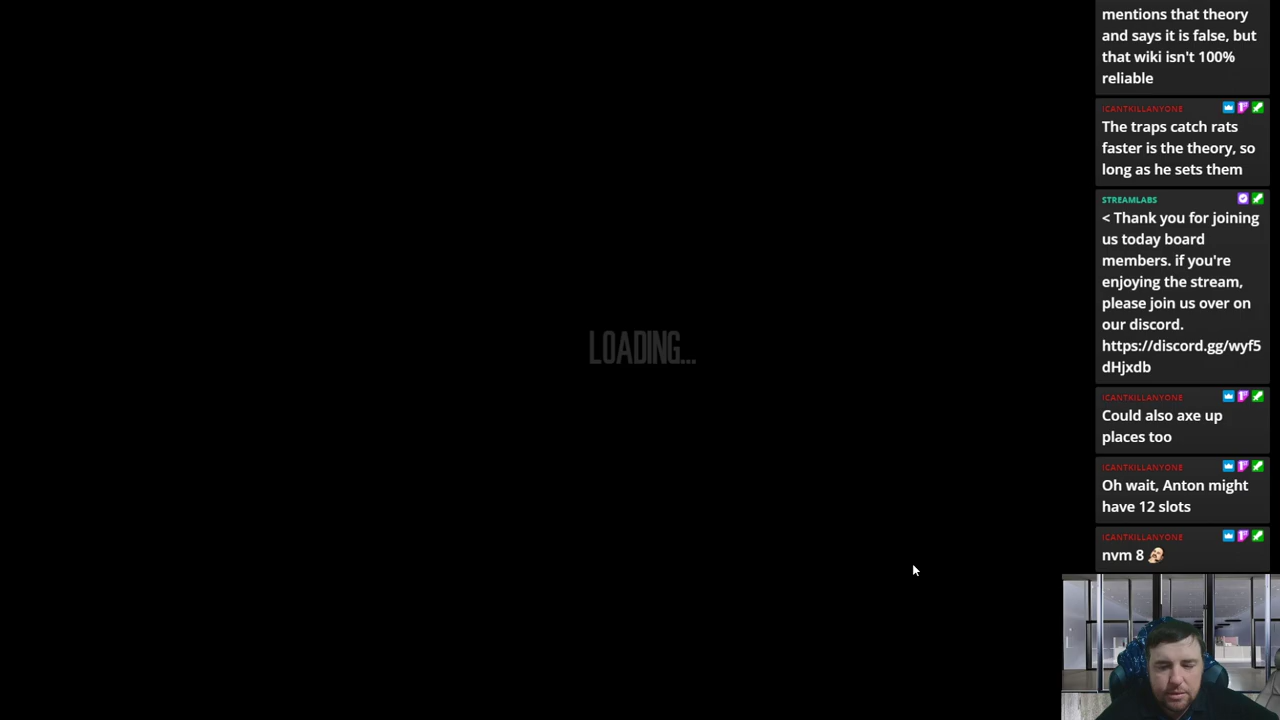 mentions that theory
and says it is false, but
that wiki isn't 100%
reliable
ICANTKILLANYONE
The traps catch rats
faster is the theory, so
long as he sets them
STREAMLABS
< Thank you for joining
us today board
members. if you're
enjoying the stream,
please join us over on
our discord.
https://discord.gg/wyf5
dHjxdb
ICANTKILLANYONE
Could also axe up
places too
ICANTKILLANYONE
Oh wait, Anton might
have 12 slots
ICANTKILLANYONE
nvm 8
LOADING...